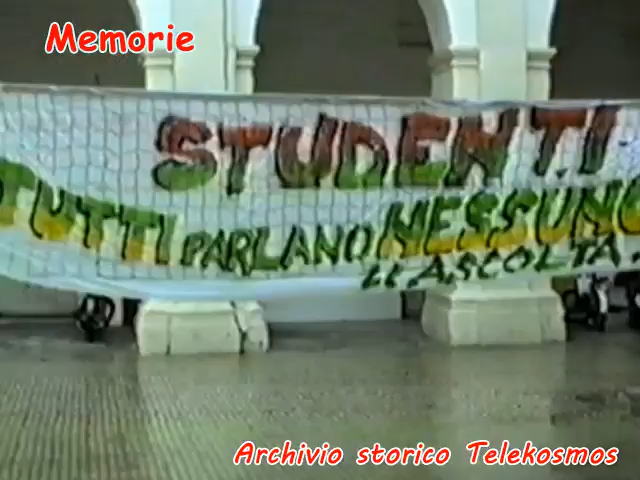 Memorie
STUDENTI
TUTTI PARLANO NESSUNO
LI ASCOLTA.
Archivio storico Telekosmos